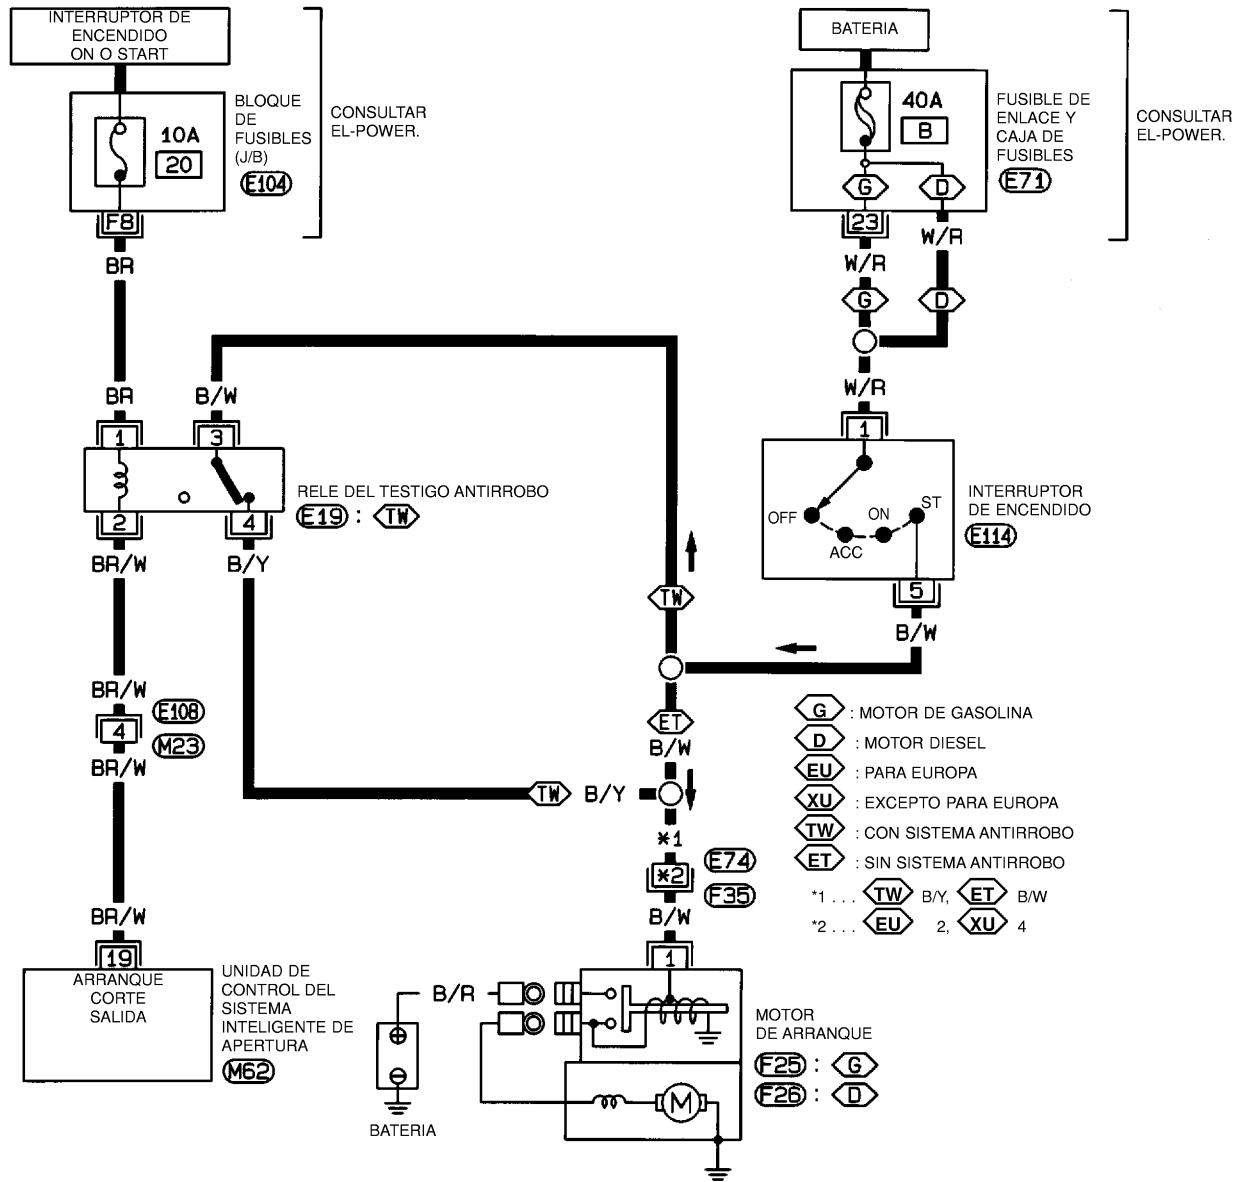 INTERRUPTOR DE
ENCENDIDO
ON O START
10A
20
F8
BLOQUE
DE
FUSIBLES
(J/B)
E104
CONSULTAR
EL-POWER.
BATERIA
40A
B
G
D
23
FUSIBLE DE
ENLACE Y
CAJA DE
FUSIBLES
E71
CONSULTAR
EL-POWER.
BR
W/R
W/R
G
D
BR
B/W
W/R
1
3
1
2
4
RELE DEL TESTIGO ANTIRROBO
E19 : TW
OFF
ACC
ON
ST
5
INTERRUPTOR
DE ENCENDIDO
E114
BR/W
B/Y
TW
B/W
BR/W
E108
4
M23
BR/W
ET
B/W
TW
B/Y
*1
*2
E74
F35
B/W
1
G : MOTOR DE GASOLINA
D : MOTOR DIESEL
EU : PARA EUROPA
XU : EXCEPTO PARA EUROPA
TW : CON SISTEMA ANTIRROBO
ET : SIN SISTEMA ANTIRROBO
*1 . . . TW B/Y, ET B/W
*2 . . . EU 2, XU 4
BR/W
19
ARRANQUE
CORTE
SALIDA
UNIDAD DE
CONTROL DEL
SISTEMA
INTELIGENTE DE
APERTURA
M62
B/R
BATERIA
M
MOTOR
DE ARRANQUE
F25 : G
F26 : D